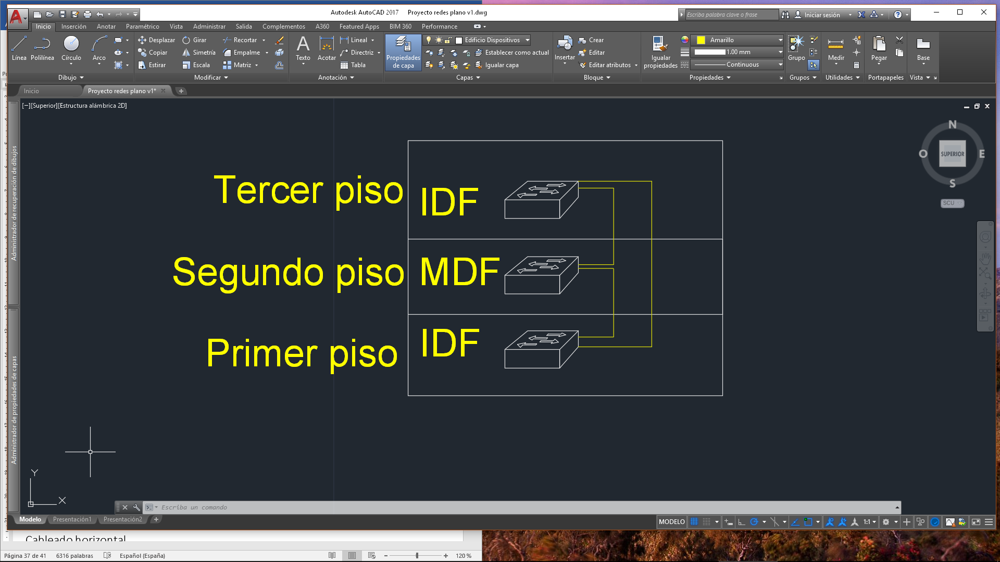 Autodesk AutoCAD 2017 Proyecto redes plano v1.dwg
Escriba palabra clave o frase
Iniciar sesión
Inicio Inserción Anotar Paramétrico Vista Administrar Salida Complementos A360 Featured Apps BIM 360 Performance
Línea Polilínea Círculo Arco
Dibujo
Desplazar Girar Recortar
Copiar Simetría Empalme
Estirar Escala Matriz
Modificar
Texto Acotar
Lineal
Directriz
Tabla
Anotación
Propiedades de capa
Edificio Dispositivos
Establecer como actual
Igualar capa
Capas
Insertar
Crear
Editar
Editar atributos
Bloque
Igualar propiedades
Amarillo
1.00 mm
Continuous
Propiedades
Grupo
Grupos
Medir
Utilidades
Pegar
Portapapeles
Base
Vista
Inicio
Proyecto redes plano v1*
[−][Superior][Estructura alámbrica 2D]
Administrador de recuperación de dibujos
Administrador de propiedades de capas
N
O SUPERIOR E
S
SCU
Tercer piso IDF
Segundo piso MDF
Primer piso IDF
Y
X
Escriba un comando
Modelo Presentación1 Presentación2
MODELO
1:1
Cableado horizontal
Página 37 de 41 6316 palabras Español (España)
120 %